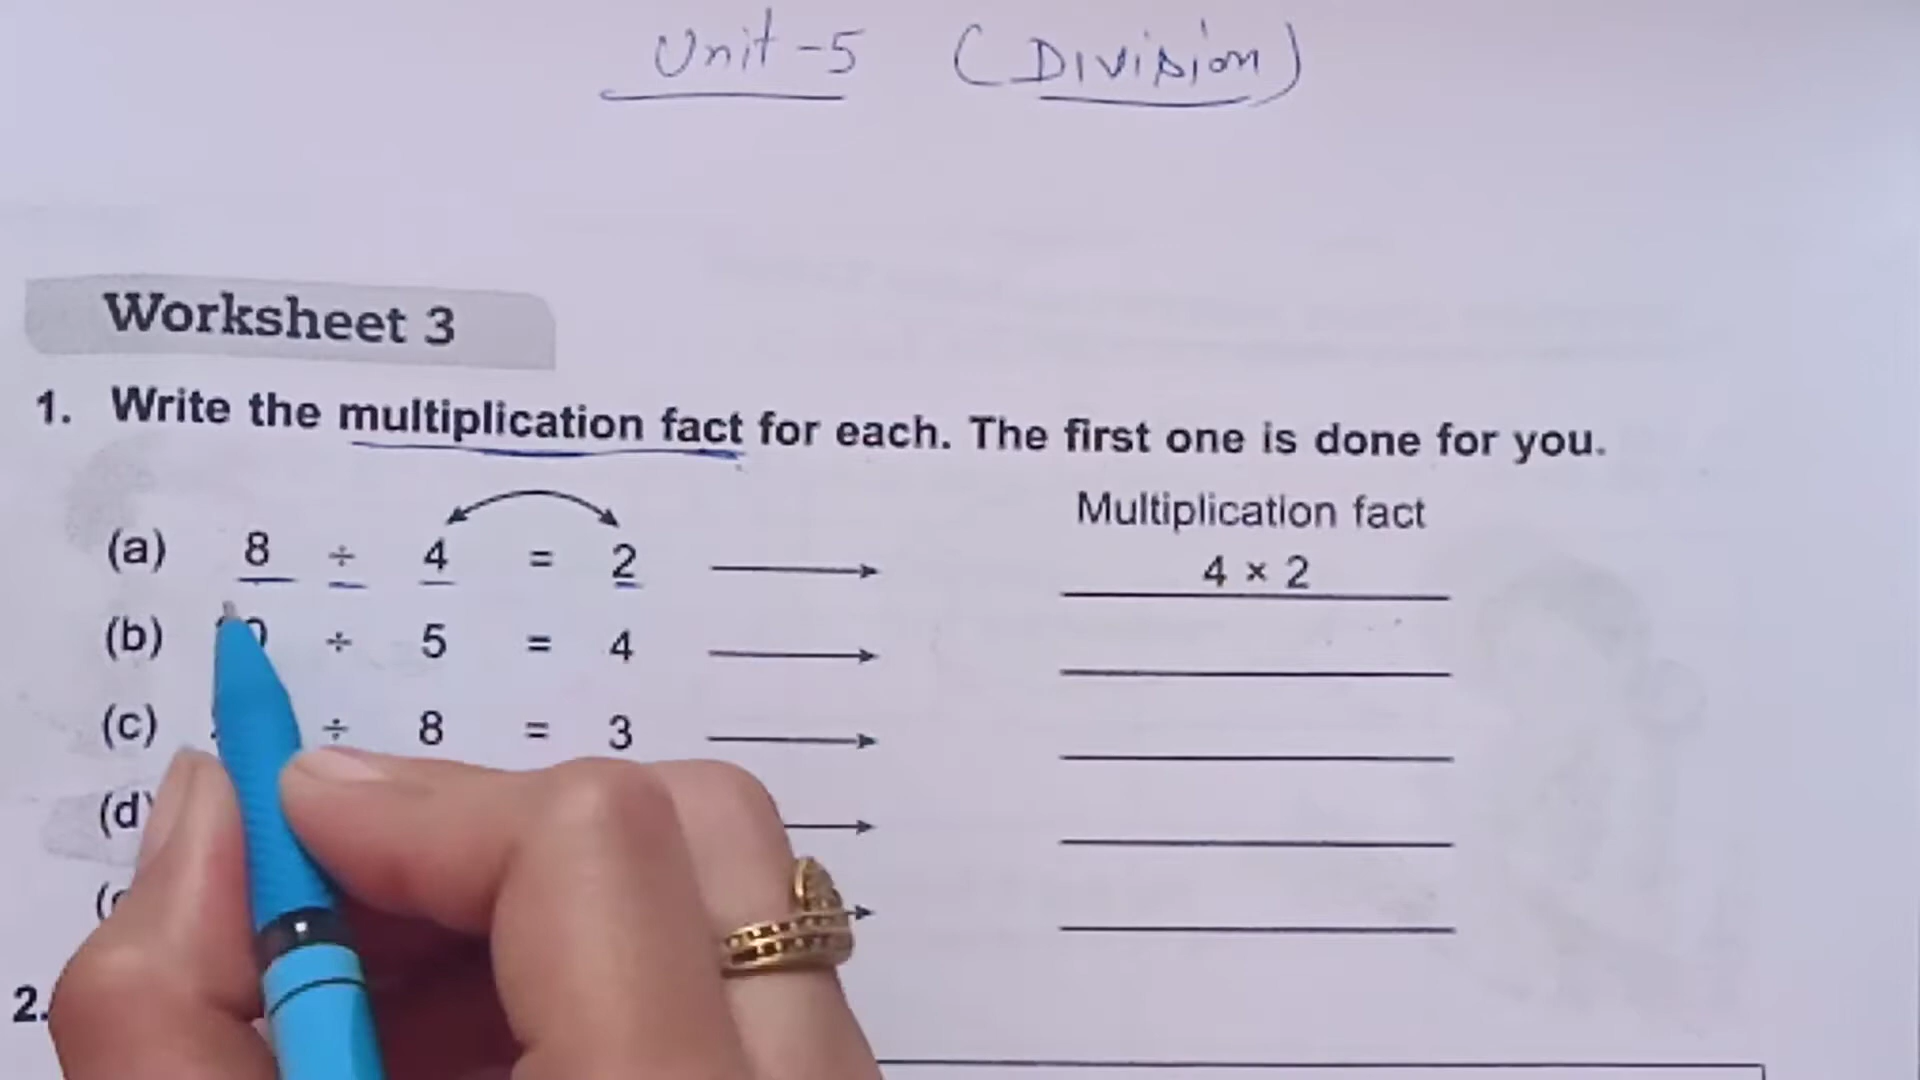 Unit-5 (Division)
Worksheet 3
1. Write the multiplication fact for each. The first one is done for you.
Multiplication fact
(a) 8 ÷ 4 = 2 4 × 2
(b) ÷ 5 = 4
(c) ÷ 8 = 3
(d)
2.